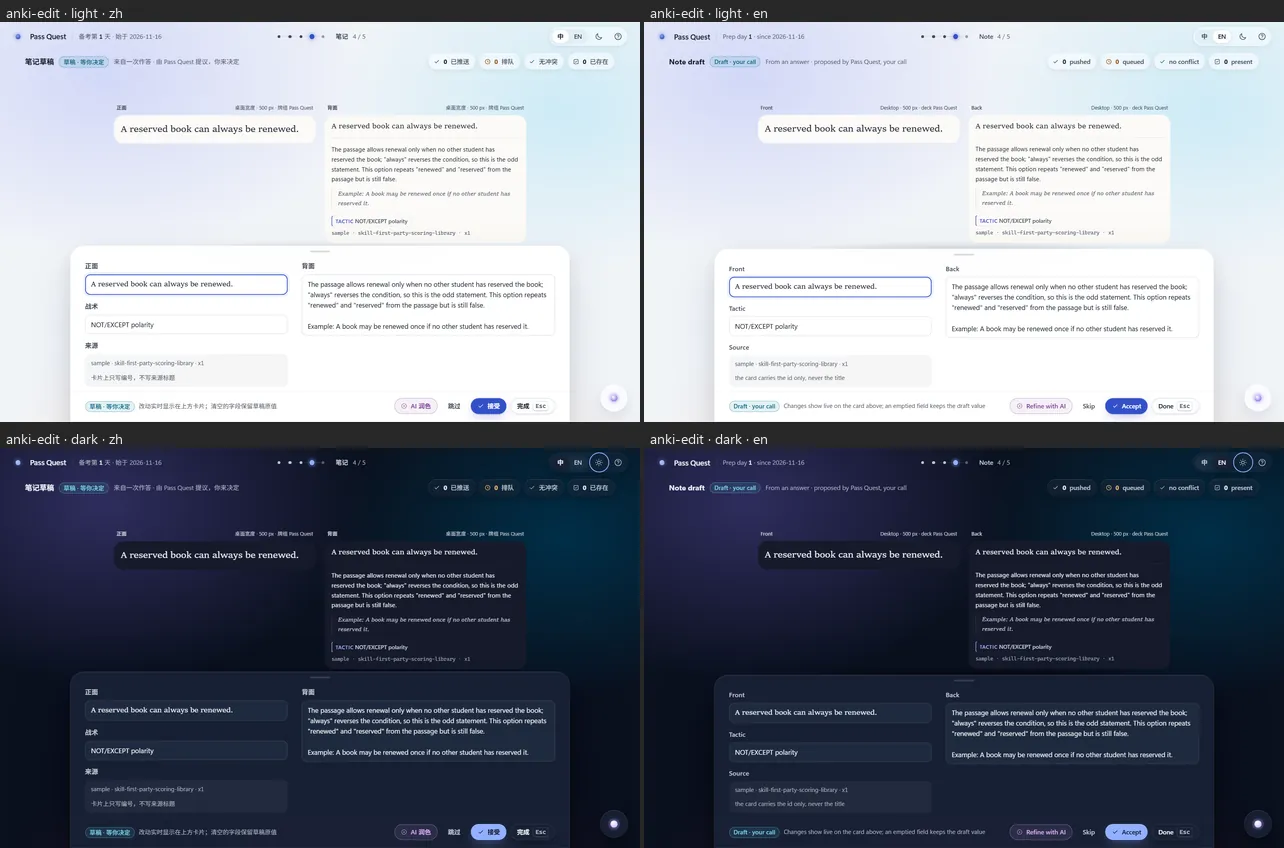 anki-edit · light · zh
Pass Quest 备考第 1 天 · 始于 2026-11-16 笔记 4 / 5 中 EN
笔记草稿 草稿 · 等你决定 来自一次作答 · 由 Pass Quest 提议，你来决定 0 已推送 0 排队 无冲突 0 已存在
正面 桌面宽度 · 500 px · 牌组 Pass Quest
A reserved book can always be renewed.
背面 桌面宽度 · 500 px · 牌组 Pass Quest
A reserved book can always be renewed.
The passage allows renewal only when no other student has
reserved the book; "always" reverses the condition, so this is the odd
statement. This option repeats "renewed" and "reserved" from the
passage but is still false.
Example: A book may be renewed once if no other student has
reserved it.
TACTIC NOT/EXCEPT polarity
sample · skill-first-party-scoring-library · x1
正面
A reserved book can always be renewed.
战术
NOT/EXCEPT polarity
来源
sample · skill-first-party-scoring-library · x1
卡片上只写编号，不写来源标题
背面
The passage allows renewal only when no other student has reserved the book;
"always" reverses the condition, so this is the odd statement. This option repeats
"renewed" and "reserved" from the passage but is still false.
Example: A book may be renewed once if no other student has reserved it.
草稿 · 等你决定 改动实时显示在上方卡片；清空的字段保留草稿原值 AI 润色 跳过 接受 完成 Esc
anki-edit · light · en
Pass Quest Prep day 1 · since 2026-11-16 Note 4 / 5 中 EN
Note draft Draft · your call From an answer · proposed by Pass Quest, your call 0 pushed 0 queued no conflict 0 present
Front Desktop · 500 px · deck Pass Quest
A reserved book can always be renewed.
Back Desktop · 500 px · deck Pass Quest
A reserved book can always be renewed.
The passage allows renewal only when no other student has
reserved the book; "always" reverses the condition, so this is the odd
statement. This option repeats "renewed" and "reserved" from the
passage but is still false.
Example: A book may be renewed once if no other student has
reserved it.
TACTIC NOT/EXCEPT polarity
sample · skill-first-party-scoring-library · x1
Front
A reserved book can always be renewed.
Tactic
NOT/EXCEPT polarity
Source
sample · skill-first-party-scoring-library · x1
the card carries the id only, never the title
Back
The passage allows renewal only when no other student has reserved the book;
"always" reverses the condition, so this is the odd statement. This option repeats
"renewed" and "reserved" from the passage but is still false.
Example: A book may be renewed once if no other student has reserved it.
Draft · your call Changes show live on the card above; an emptied field keeps the draft value Refine with AI Skip Accept Done Esc
anki-edit · dark · zh
Pass Quest 备考第 1 天 · 始于 2026-11-16 笔记 4 / 5 中 EN
笔记草稿 草稿 · 等你决定 来自一次作答 · 由 Pass Quest 提议，你来决定 0 已推送 0 排队 无冲突 0 已存在
正面 桌面宽度 · 500 px · 牌组 Pass Quest
A reserved book can always be renewed.
背面 桌面宽度 · 500 px · 牌组 Pass Quest
A reserved book can always be renewed.
The passage allows renewal only when no other student has
reserved the book; "always" reverses the condition, so this is the odd
statement. This option repeats "renewed" and "reserved" from the
passage but is still false.
Example: A book may be renewed once if no other student has
reserved it.
TACTIC NOT/EXCEPT polarity
sample · skill-first-party-scoring-library · x1
正面
A reserved book can always be renewed.
战术
NOT/EXCEPT polarity
来源
sample · skill-first-party-scoring-library · x1
卡片上只写编号，不写来源标题
背面
The passage allows renewal only when no other student has reserved the book;
"always" reverses the condition, so this is the odd statement. This option repeats
"renewed" and "reserved" from the passage but is still false.
Example: A book may be renewed once if no other student has reserved it.
草稿 · 等你决定 改动实时显示在上方卡片；清空的字段保留草稿原值 AI 润色 跳过 接受 完成 Esc
anki-edit · dark · en
Pass Quest Prep day 1 · since 2026-11-16 Note 4 / 5 中 EN
Note draft Draft · your call From an answer · proposed by Pass Quest, your call 0 pushed 0 queued no conflict 0 present
Front Desktop · 500 px · deck Pass Quest
A reserved book can always be renewed.
Back Desktop · 500 px · deck Pass Quest
A reserved book can always be renewed.
The passage allows renewal only when no other student has
reserved the book; "always" reverses the condition, so this is the odd
statement. This option repeats "renewed" and "reserved" from the
passage but is still false.
Example: A book may be renewed once if no other student has
reserved it.
TACTIC NOT/EXCEPT polarity
sample · skill-first-party-scoring-library · x1
Front
A reserved book can always be renewed.
Tactic
NOT/EXCEPT polarity
Source
sample · skill-first-party-scoring-library · x1
the card carries the id only, never the title
Back
The passage allows renewal only when no other student has reserved the book;
"always" reverses the condition, so this is the odd statement. This option repeats
"renewed" and "reserved" from the passage but is still false.
Example: A book may be renewed once if no other student has reserved it.
Draft · your call Changes show live on the card above; an emptied field keeps the draft value Refine with AI Skip Accept Done Esc